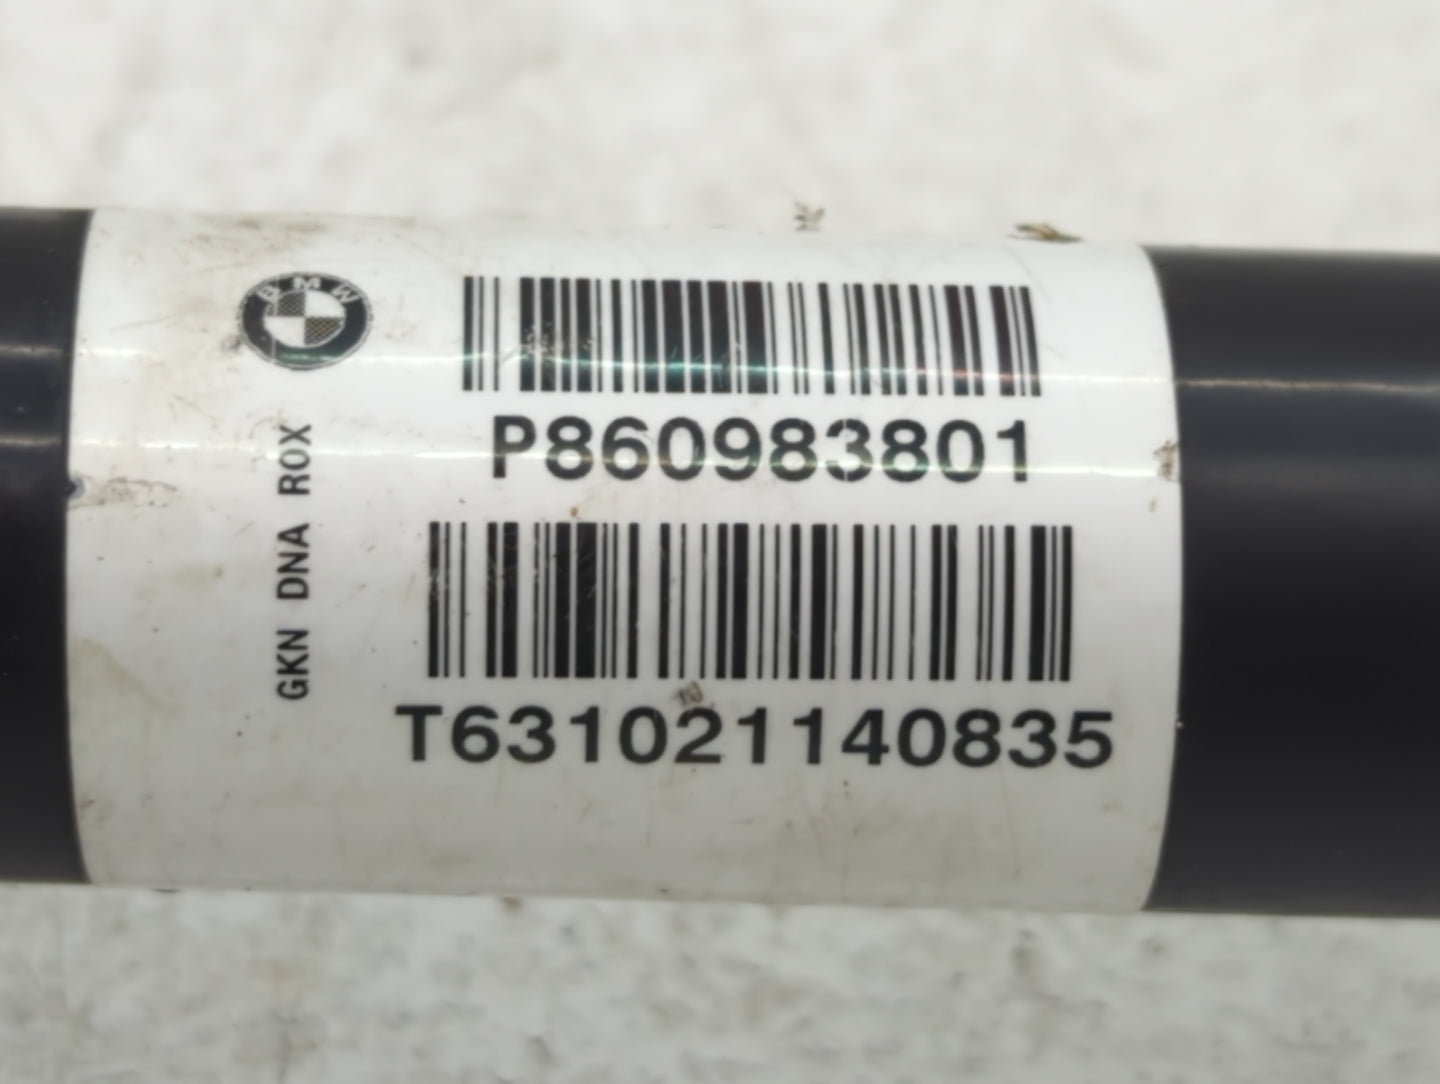 BMW
GKN DNA ROX
P860983801
T631021140835